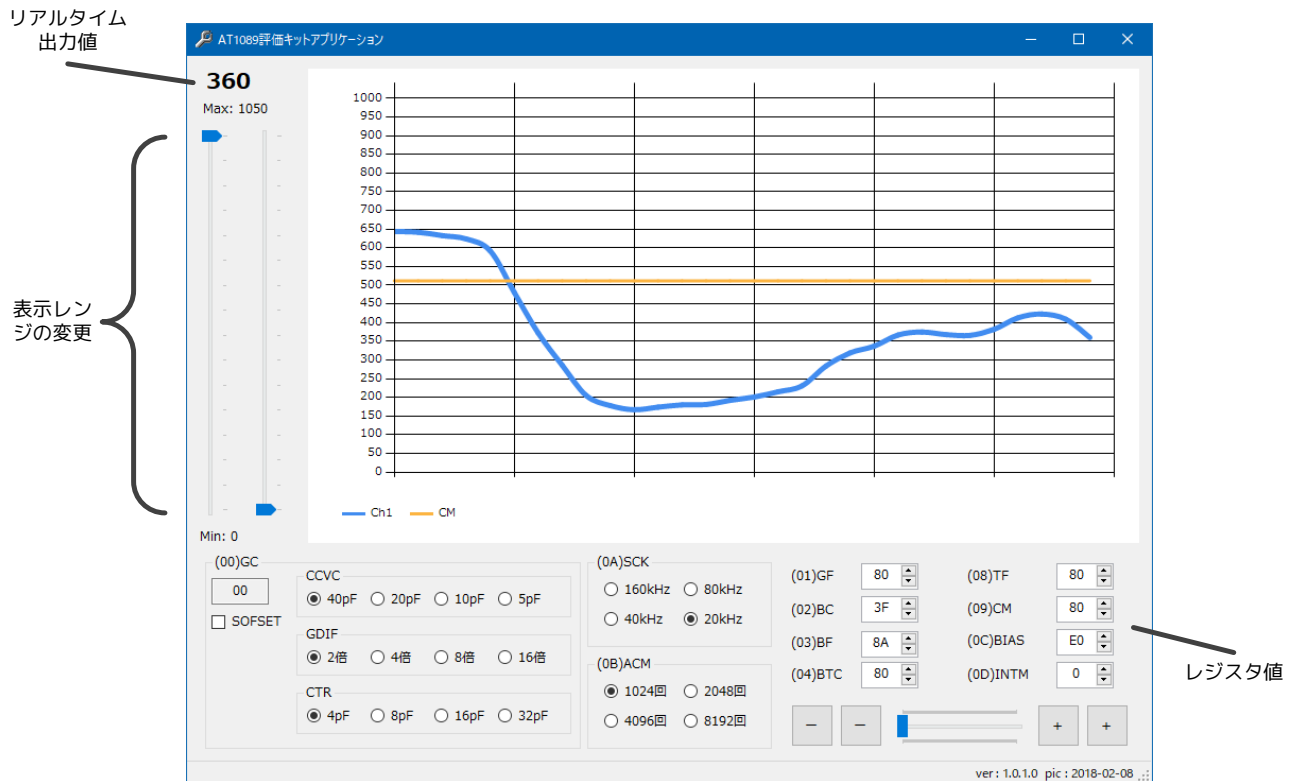 リアルタイム
出力値
AT1089評価キットアプリケーション
360
Max: 1050
1000
950
900
850
800
750
700
650
600
550
500
450
400
350
300
250
200
150
100
50
0
Ch1
CM
表示レン
ジの変更
Min: 0
(00)GC
00
SOFSET
CCVC
40pF 20pF 10pF 5pF
GDIF
2倍 4倍 8倍 16倍
CTR
4pF 8pF 16pF 32pF
(0A)SCK
160kHz 80kHz
40kHz 20kHz
(0B)ACM
1024回 2048回
4096回 8192回
(01)GF 80
(02)BC 3F
(03)BF 8A
(04)BTC 80
(08)TF 80
(09)CM 80
(0C)BIAS E0
(0D)INTM 0
− − + +
レジスタ値
ver : 1.0.1.0 pic : 2018-02-08